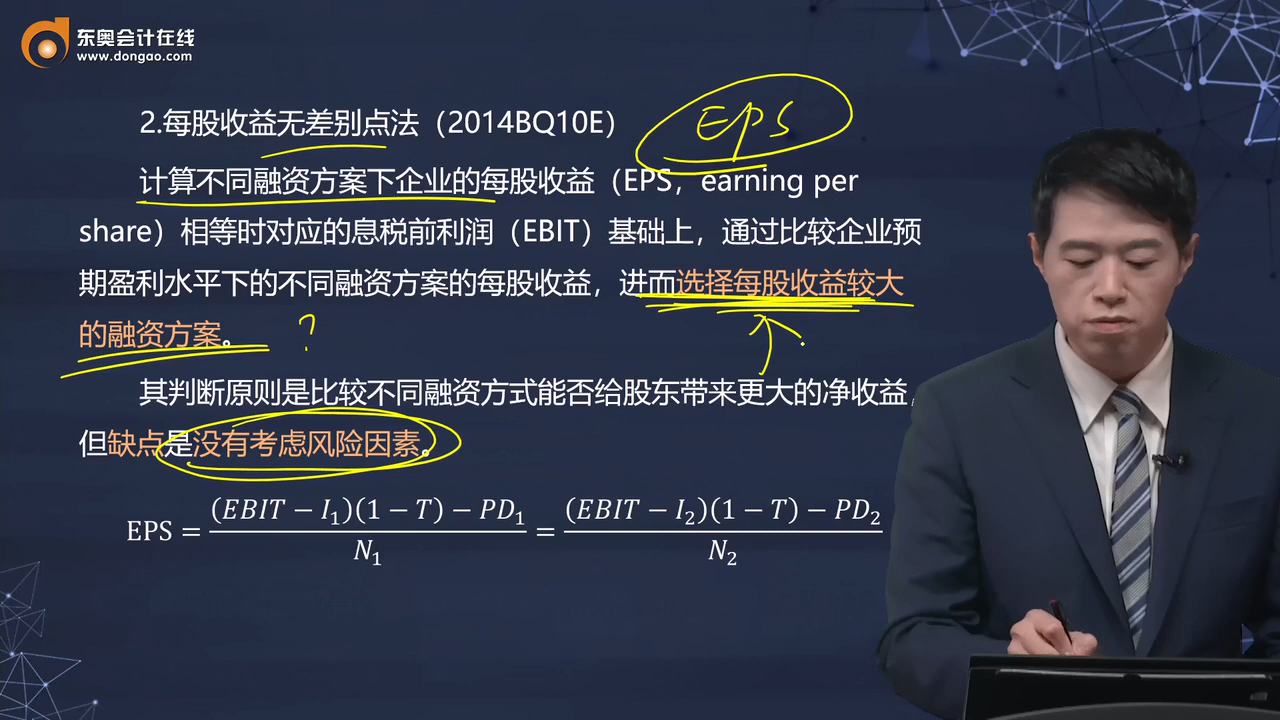 东奥会计在线
www.dongao.com
2.每股收益无差别点法（2014BQ10E）
EPS
计算不同融资方案下企业的每股收益（EPS，earning per
share）相等时对应的息税前利润（EBIT）基础上，通过比较企业预
期盈利水平下的不同融资方案的每股收益，进而选择每股收益较大
的融资方案。
?
其判断原则是比较不同融资方式能否给股东带来更大的净收益，
但缺点是没有考虑风险因素。
EPS = \frac{(EBIT − I₁)(1 − T) − PD₁}{N₁} = \frac{(EBIT − I₂)(1 − T) − PD₂}{N₂}